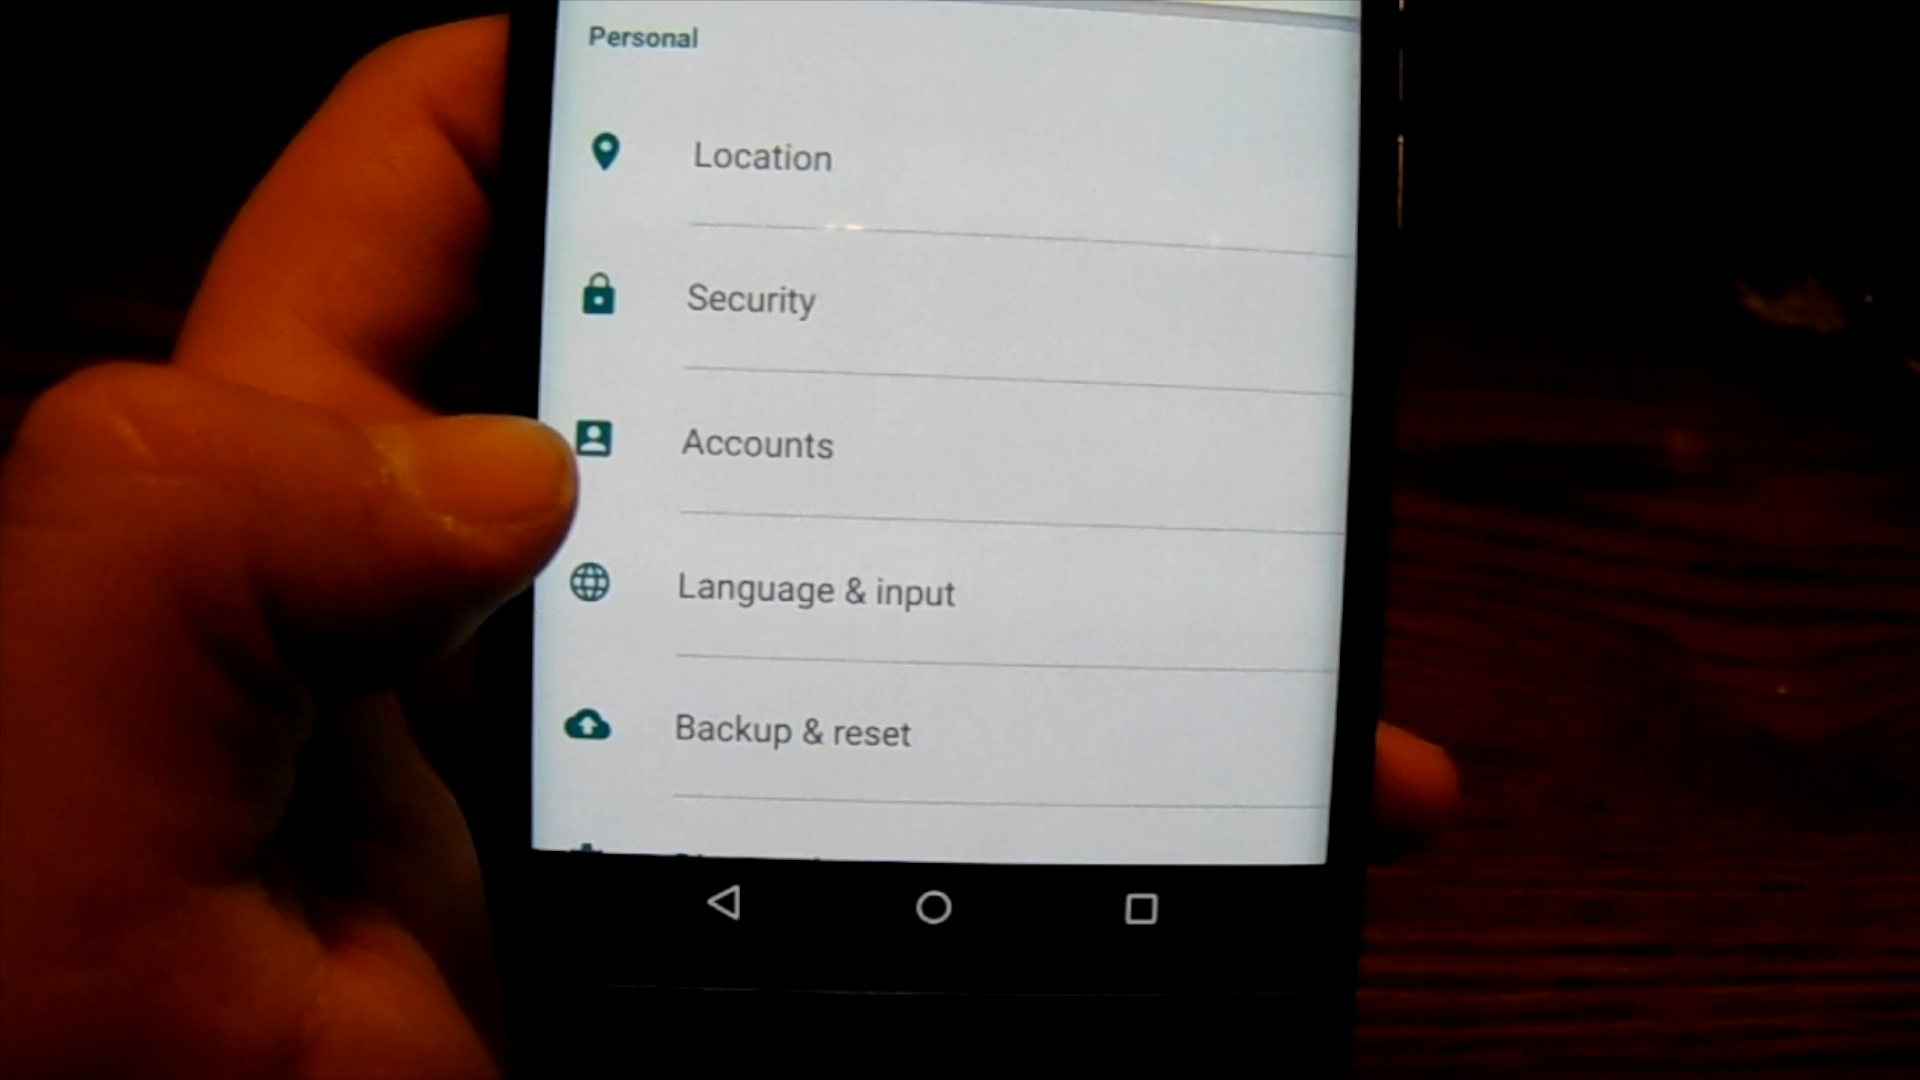 Personal
Location
Security
Accounts
Language & input
Backup & reset